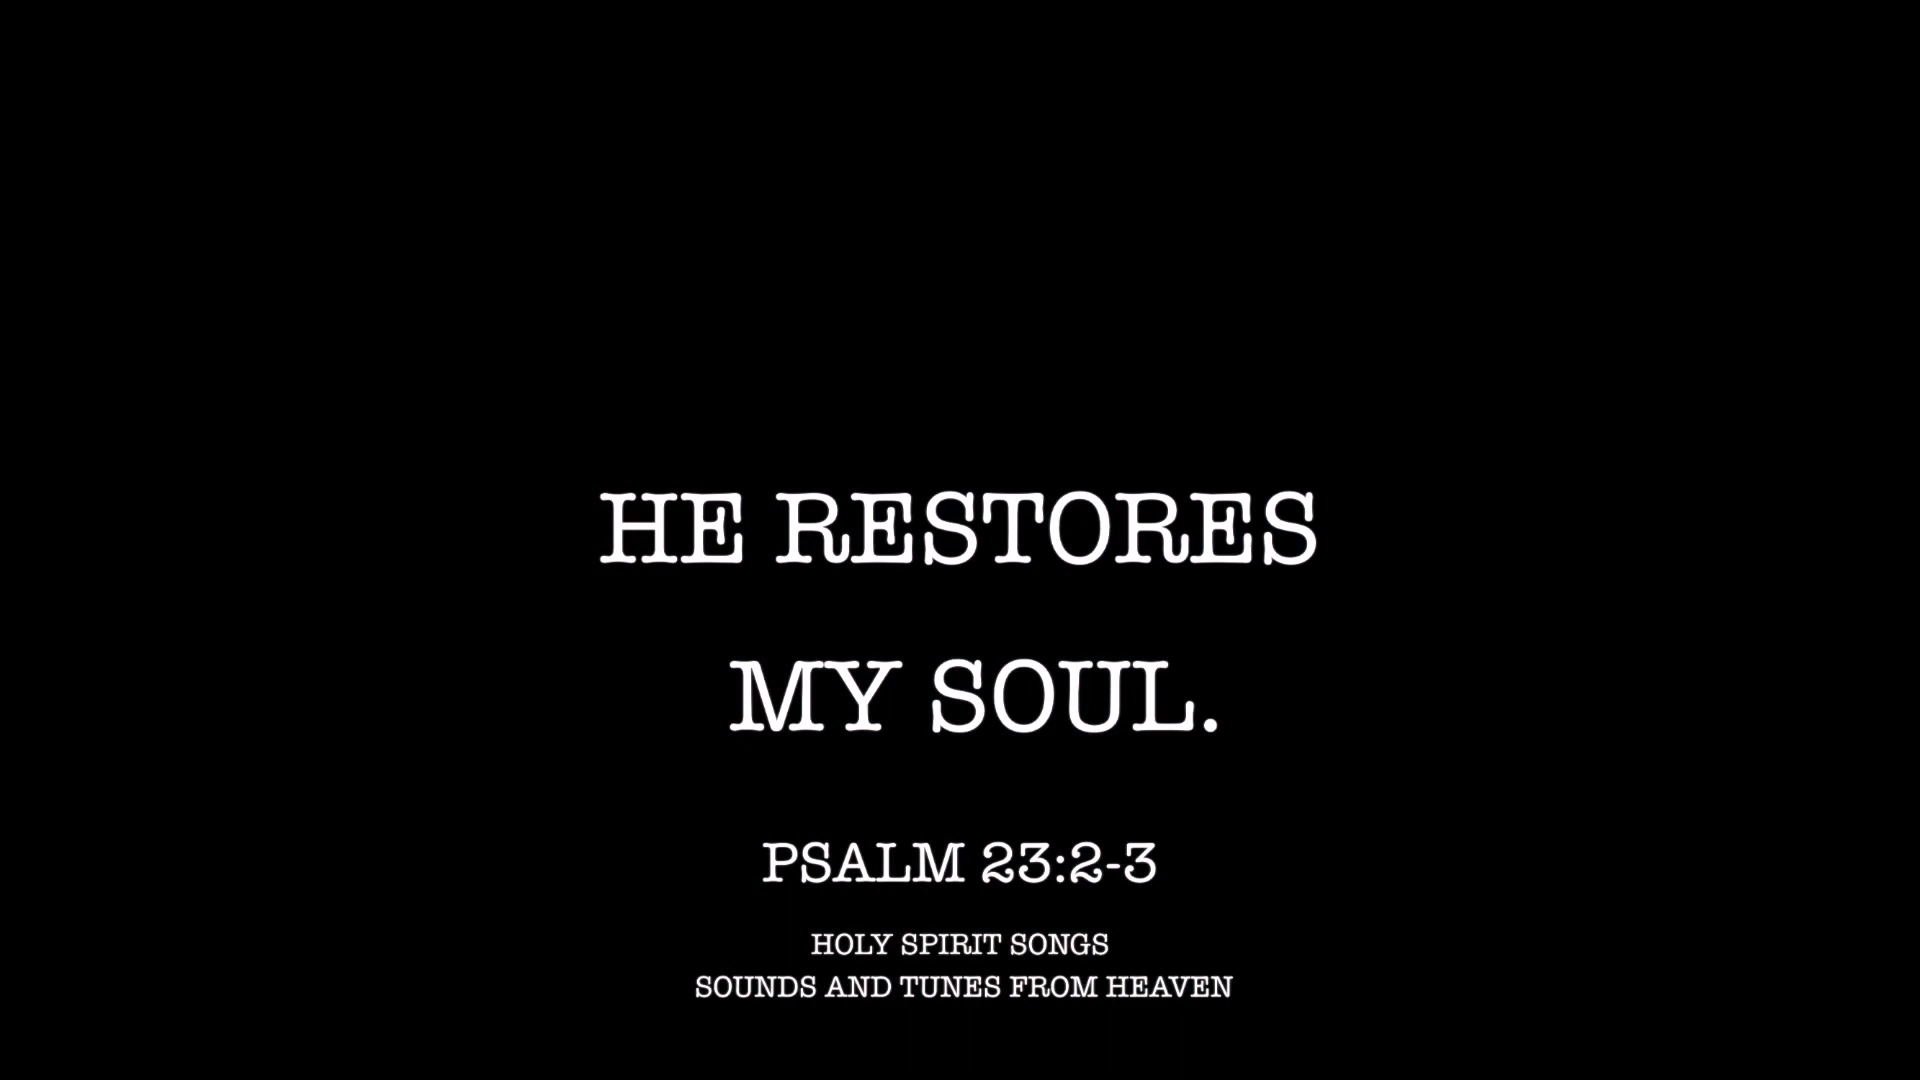 HE RESTORES
MY SOUL.
PSALM 23:2-3
HOLY SPIRIT SONGS
SOUNDS AND TUNES FROM HEAVEN